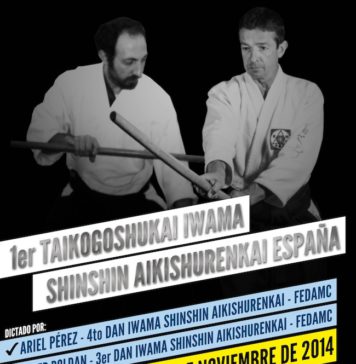 1er TAIKOGOSHUKAI IWAMA
SHINSHIN AIKISHURENKAI ESPAÑA
DICTADO POR:
ARIEL PÉREZ - 4to DAN IWAMA SHINSHIN AIKISHURENKAI - FEDAMC
ROLDAN - 3er DAN IWAMA SHINSHIN AIKISHURENKAI - FEDAMC
NOVIEMBRE DE 2014